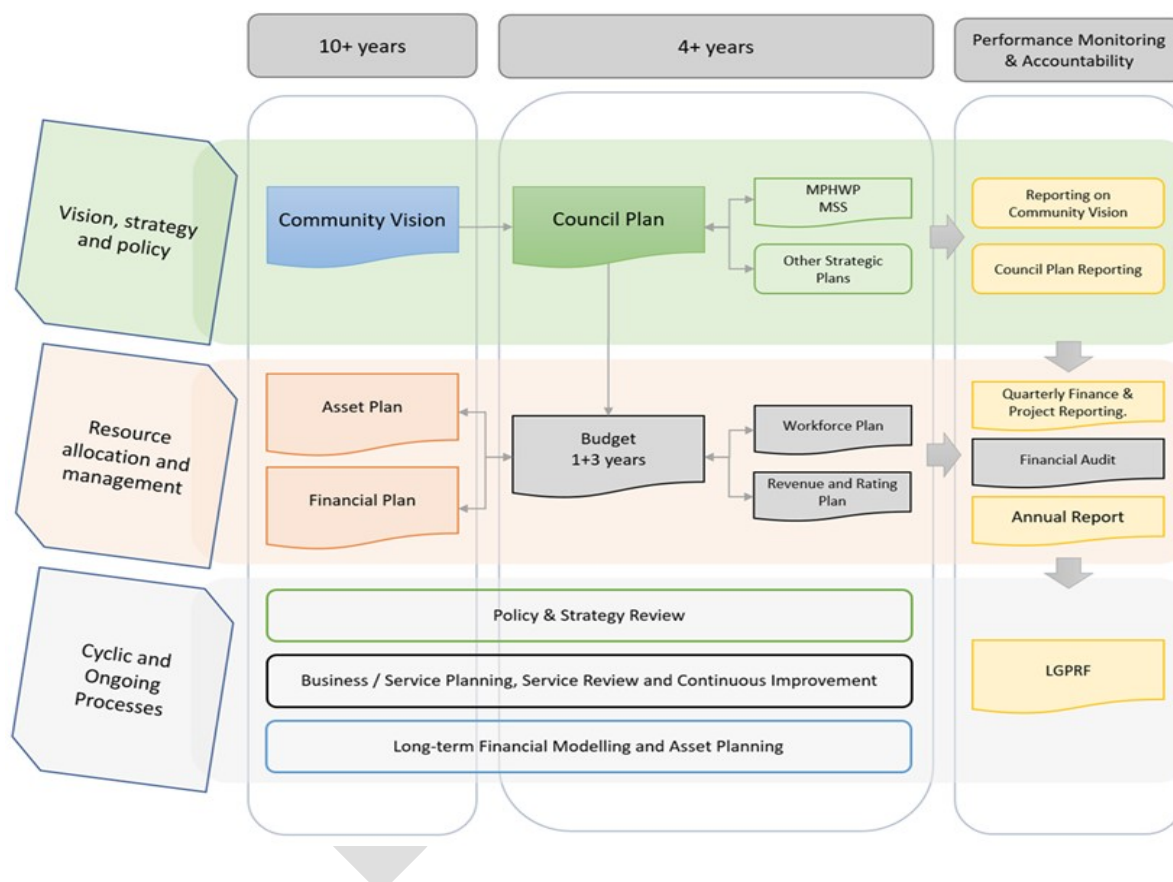 10+ years
4+ years
Performance Monitoring
& Accountability
Vision, strategy
and policy
Community Vision
Council Plan
MPHWP
MSS
Other Strategic
Plans
Reporting on
Community Vision
Council Plan Reporting
Resource
allocation and
management
Asset Plan
Financial Plan
Budget
1+3 years
Workforce Plan
Revenue and Rating
Plan
Quarterly Finance &
Project Reporting.
Financial Audit
Annual Report
Cyclic and
Ongoing
Processes
Policy & Strategy Review
Business / Service Planning, Service Review and Continuous Improvement
Long-term Financial Modelling and Asset Planning
LGPRF